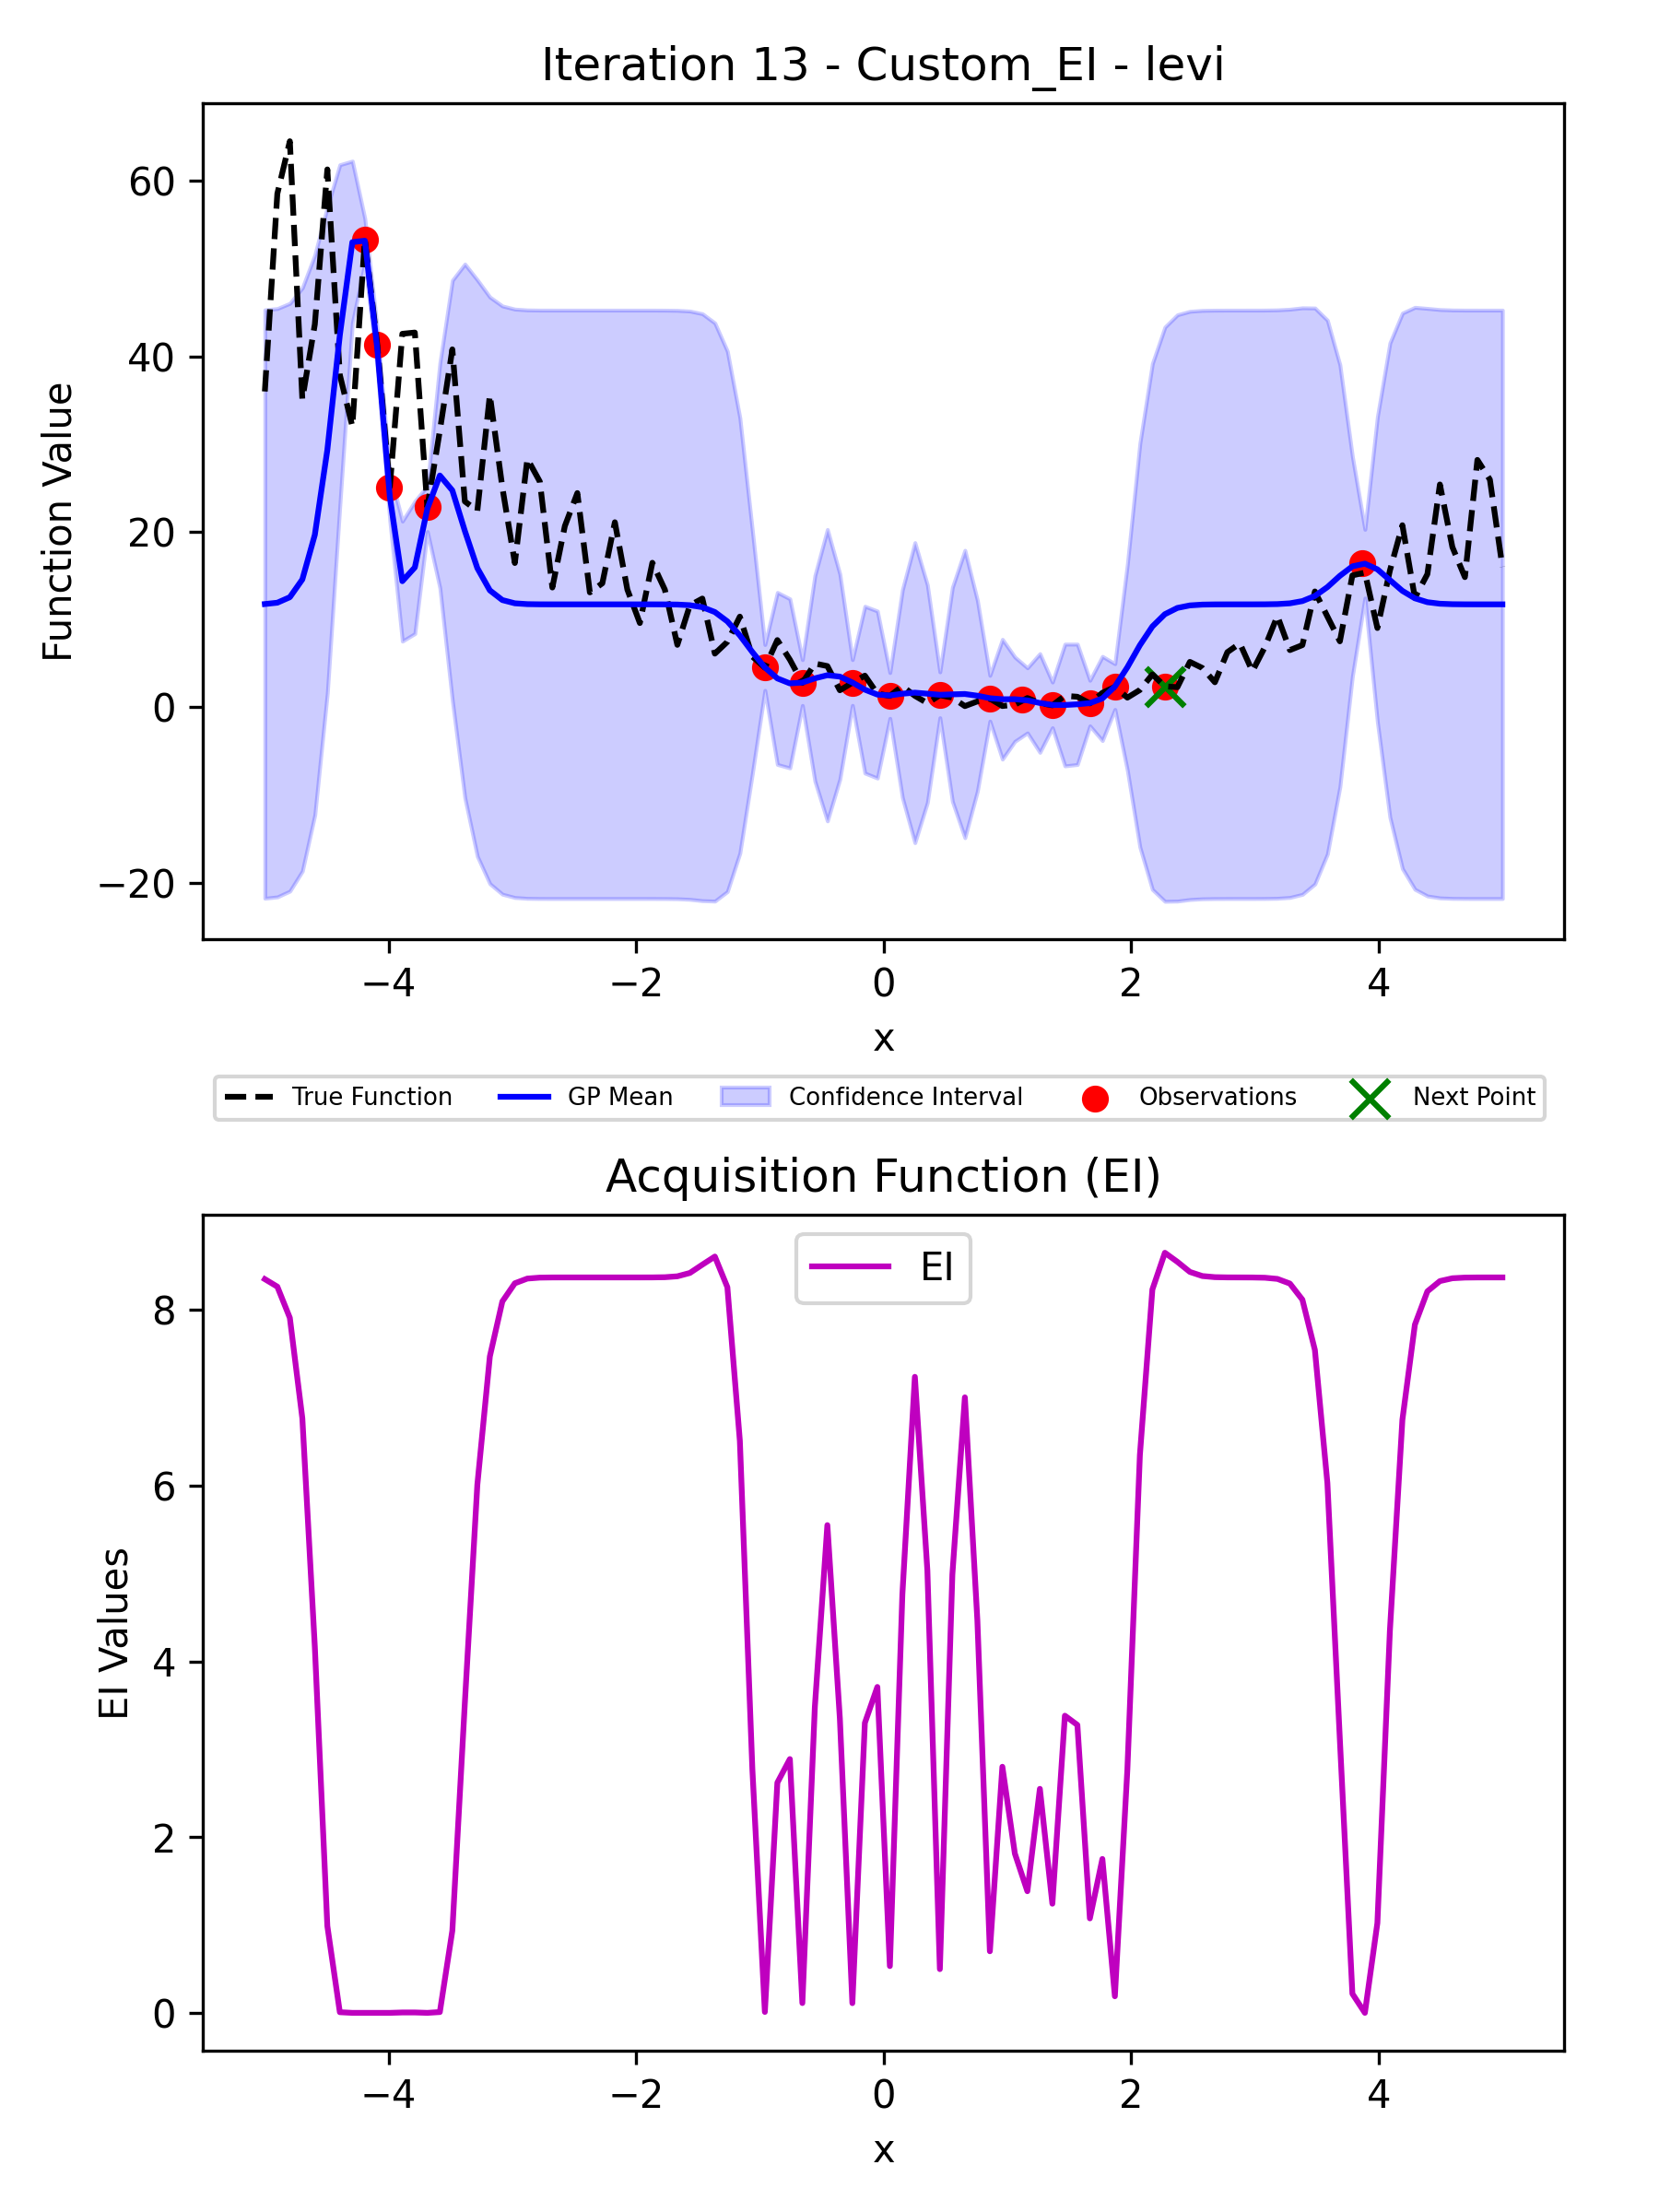 Iteration 13 - Custom_EI - levi
60
40
20
0
−20
Function Value
−4
−2
0
2
4
x
True Function
GP Mean
Confidence Interval
Observations
Next Point
Acquisition Function (EI)
EI
8
6
4
2
0
EI Values
−4
−2
0
2
4
x